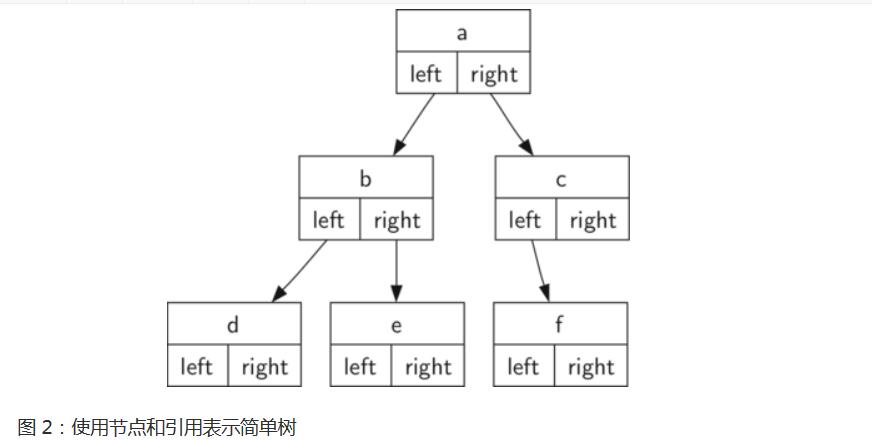 a
left right
b c
left right left right
d e f
left right left right left right
图 2：使用节点和引用表示简单树